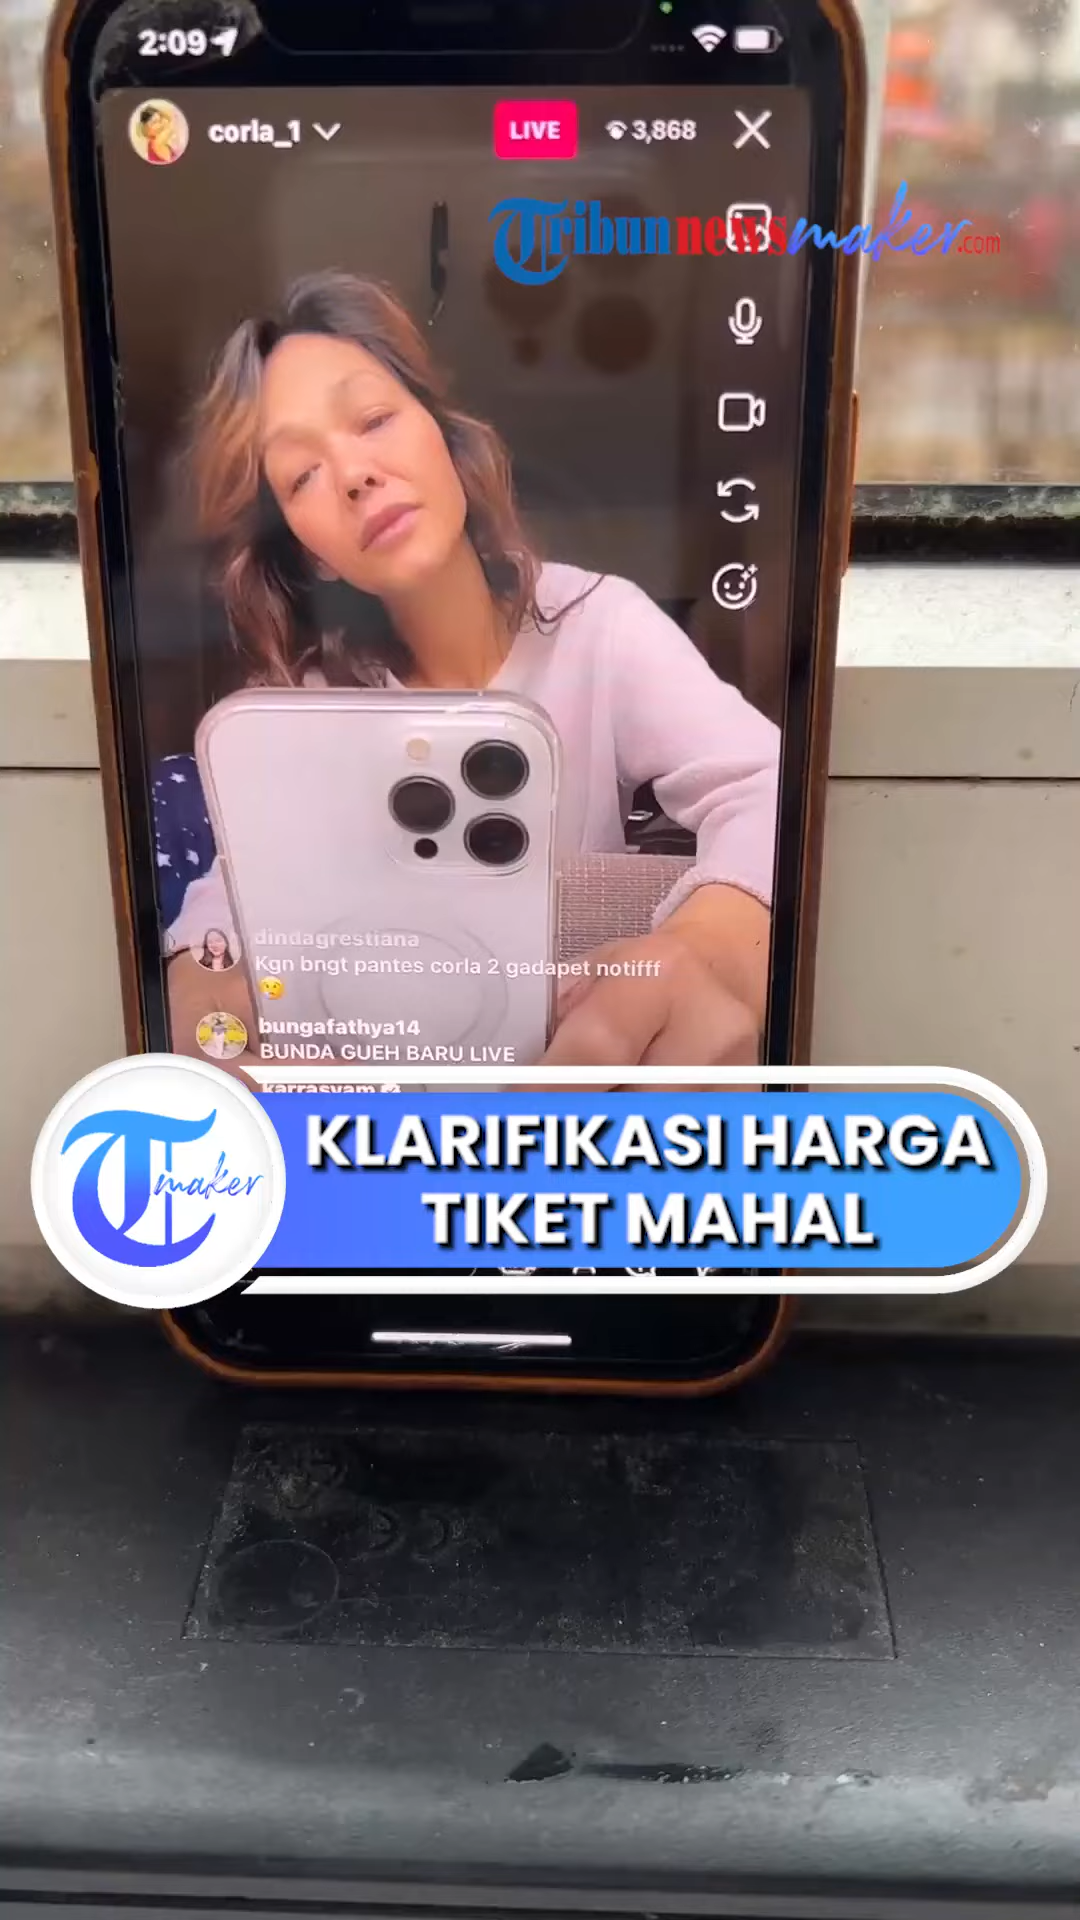 2:09
corla_1
LIVE
3,868
Tribunnewsmaker.com
dindagrestiana
Kgn bngt pantes corla 2 gadapet notifff
🤒
bungafathya14
BUNDA GUEH BARU LIVE
karrasyam
T maker
KLARIFIKASI HARGA
TIKET MAHAL